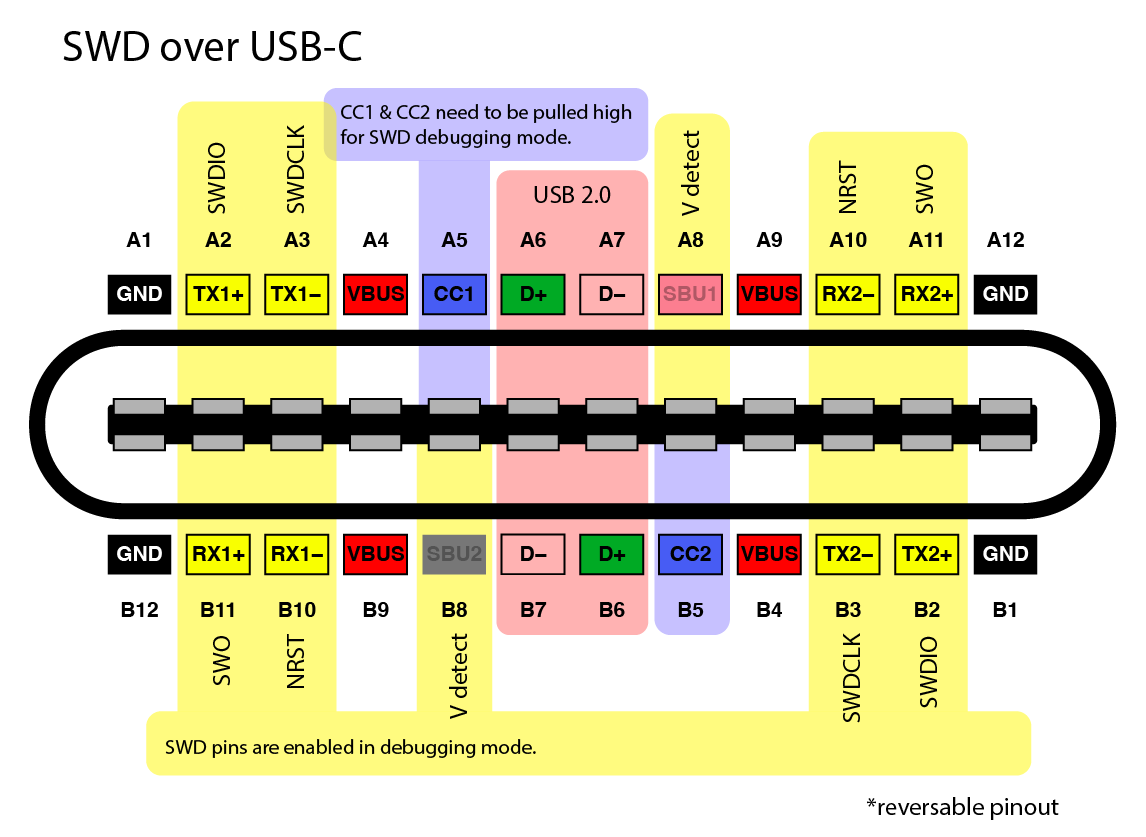 SWD over USB-C
CC1 & CC2 need to be pulled high
for SWD debugging mode.
SWDIO SWDCLK USB 2.0 V detect NRST SWO
A1 A2 A3 A4 A5 A6 A7 A8 A9 A10 A11 A12
GND TX1+ TX1− VBUS CC1 D+ D− SBU1 VBUS RX2− RX2+ GND
GND RX1+ RX1− VBUS SBU2 D− D+ CC2 VBUS TX2− TX2+ GND
B12 B11 B10 B9 B8 B7 B6 B5 B4 B3 B2 B1
SWO NRST V detect SWDCLK SWDIO
SWD pins are enabled in debugging mode.
*reversable pinout